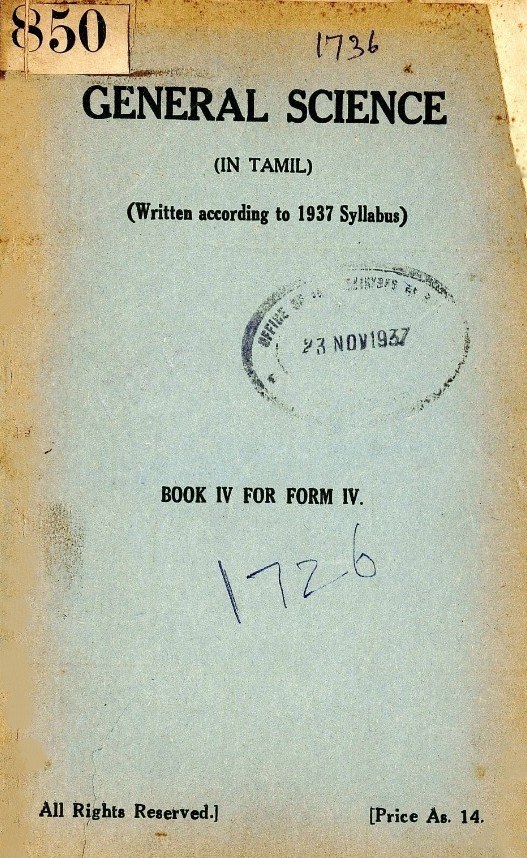 850
1736
GENERAL SCIENCE
(IN TAMIL)
(Written according to 1937 Syllabus)
OFFICE
23 NOV 1937
BOOK IV FOR FORM IV.
1726
All Rights Reserved.]
[Price As. 14.